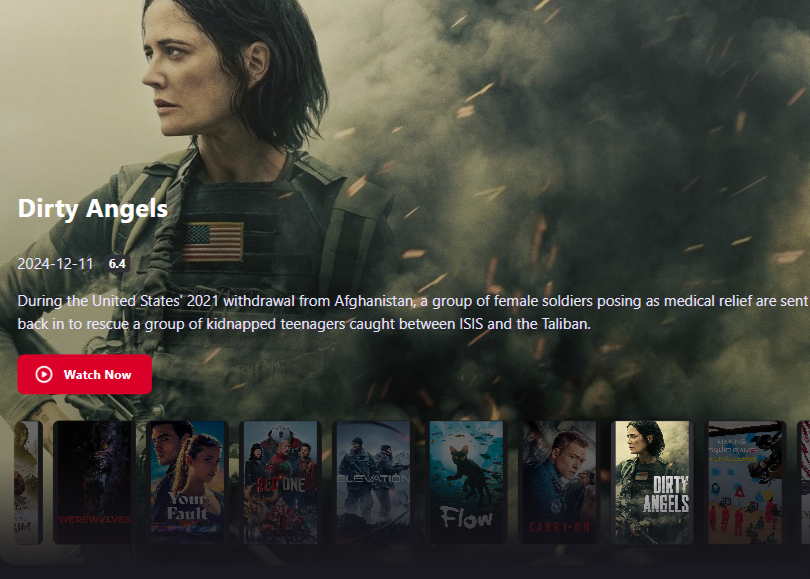 Dirty Angels
2024-12-11 6.4
During the United States' 2021 withdrawal from Afghanistan, a group of female soldiers posing as medical relief are sent
back in to rescue a group of kidnapped teenagers caught between ISIS and the Taliban.
Watch Now
WEREWOLVES
Your
Fault
RED ONE
ELEVATION
Flow
CARRY-ON
DIRTY
ANGELS
MAKING
SQUID GAME